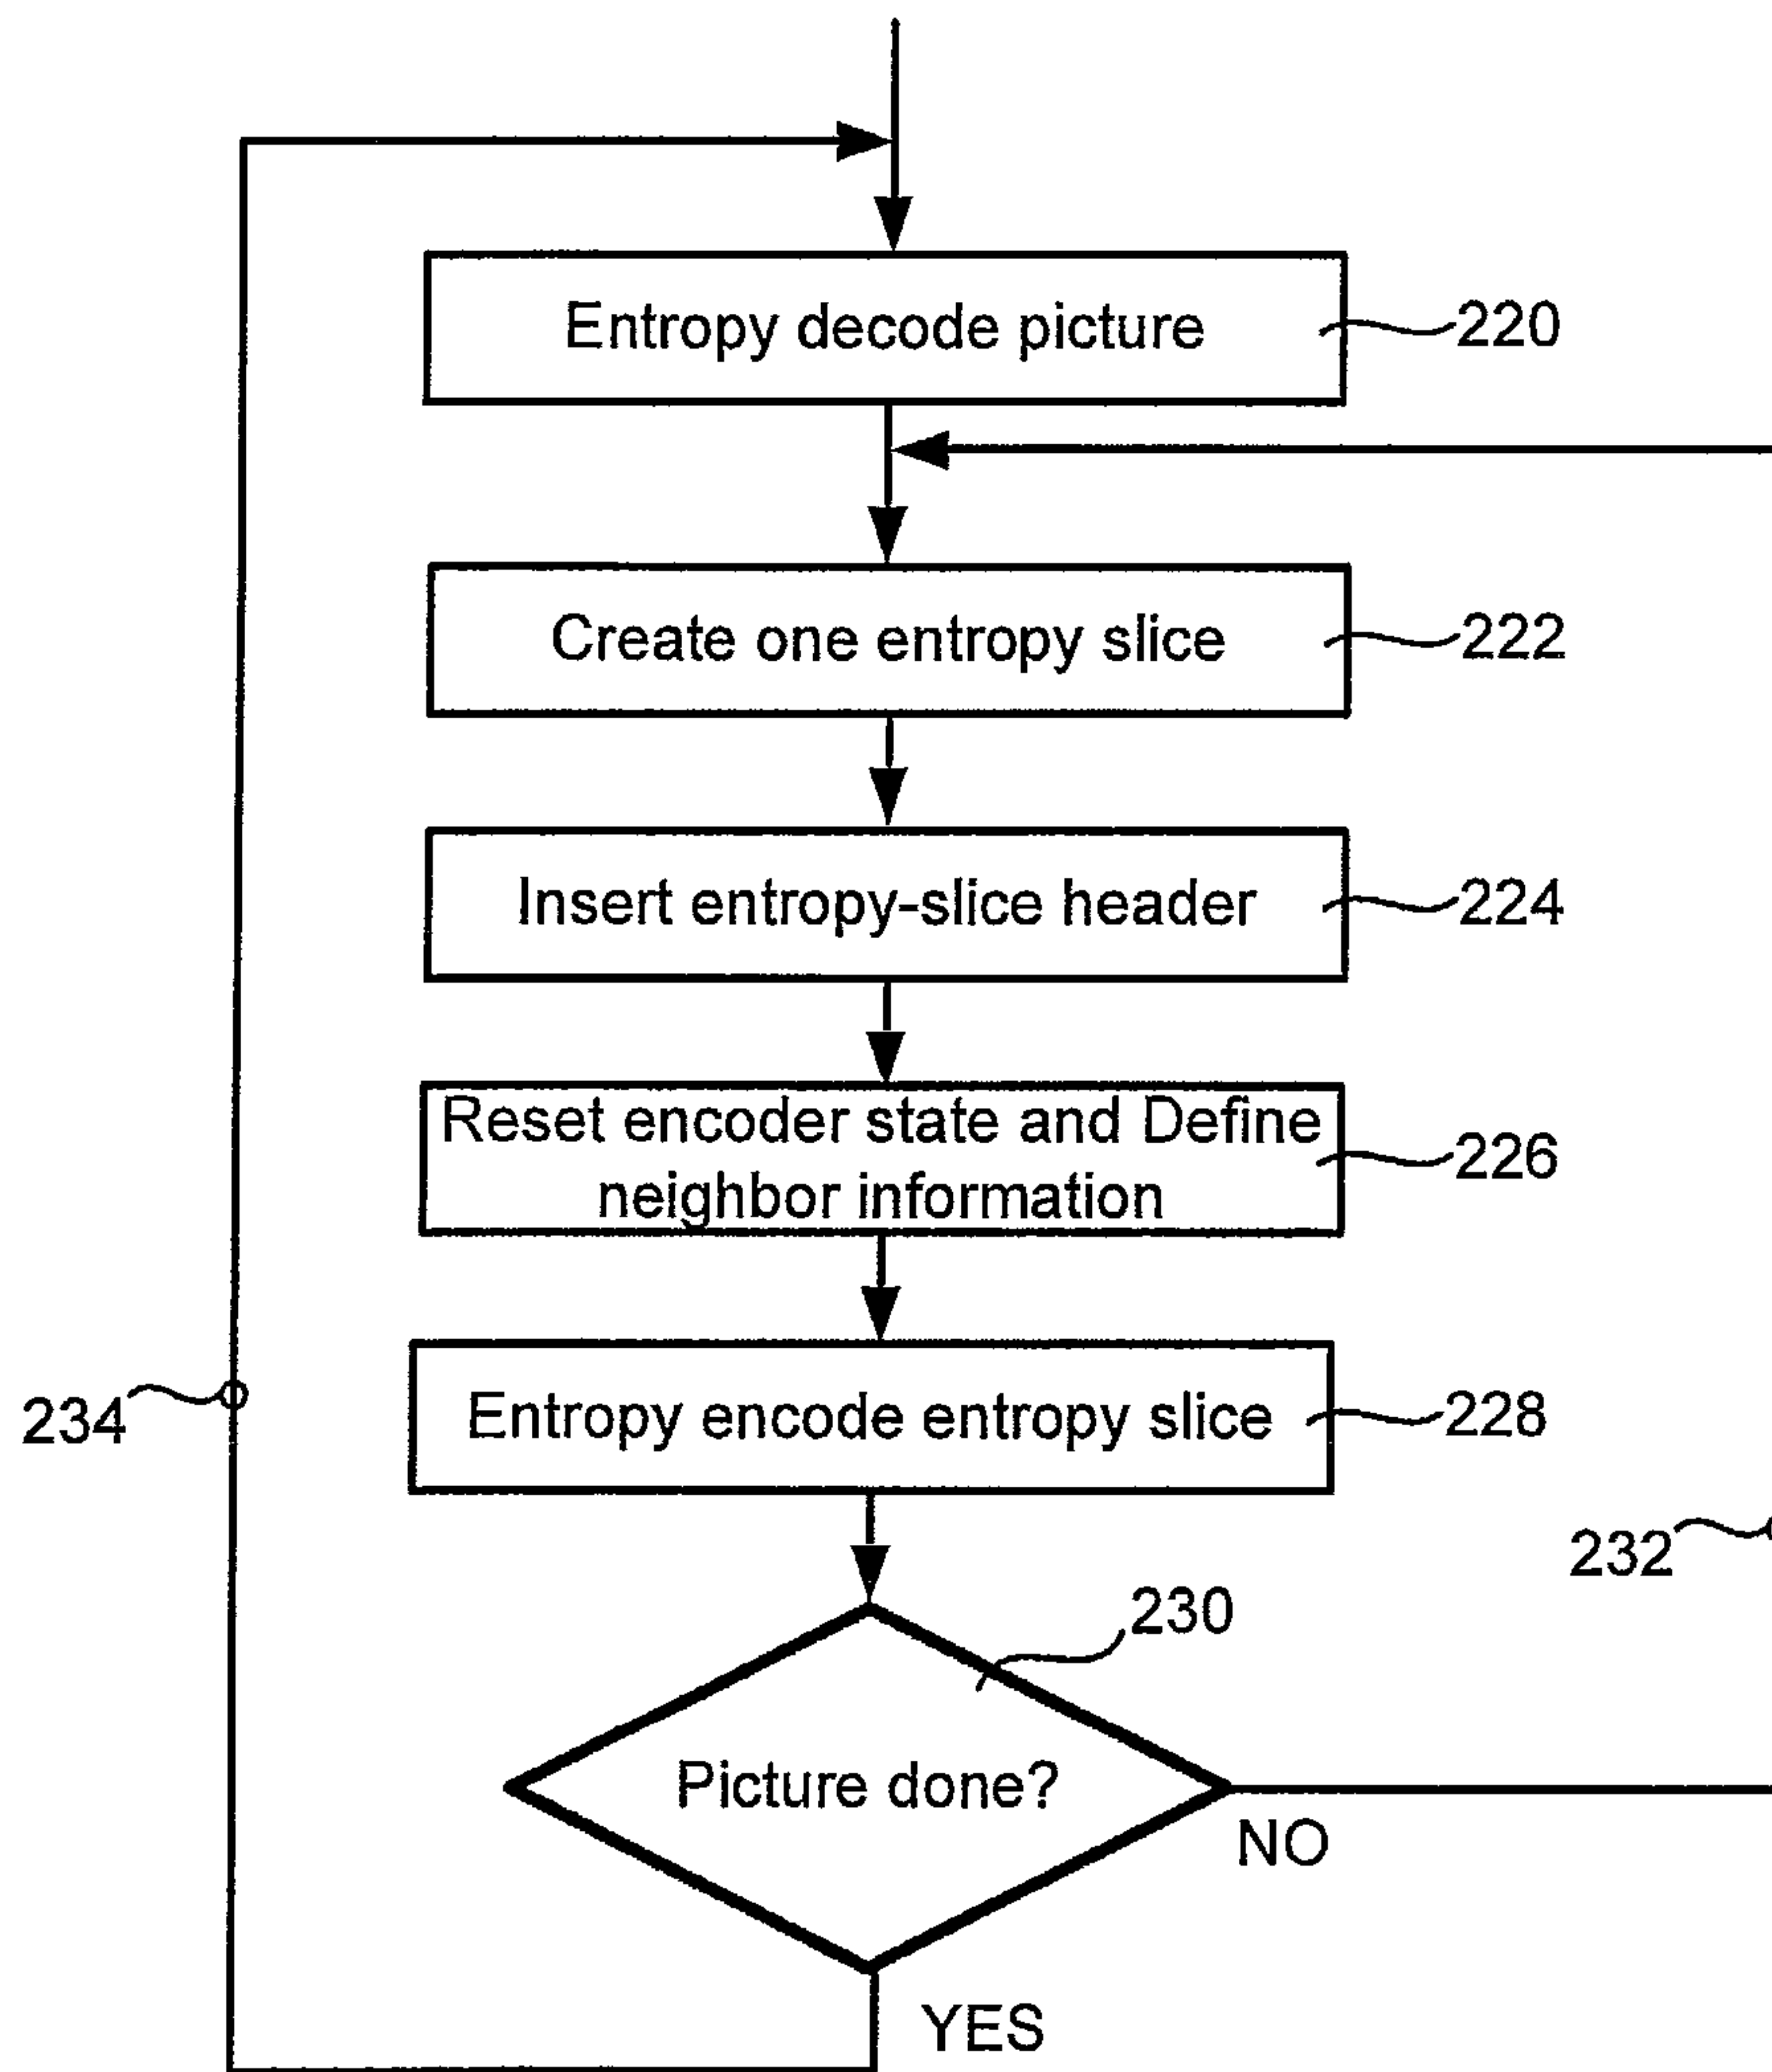 Entropy decode picture
220
Create one entropy slice
222
Insert entropy-slice header
224
Reset encoder state and Define
neighbor information
226
Entropy encode entropy slice
228
234
232
230
Picture done?
NO
YES